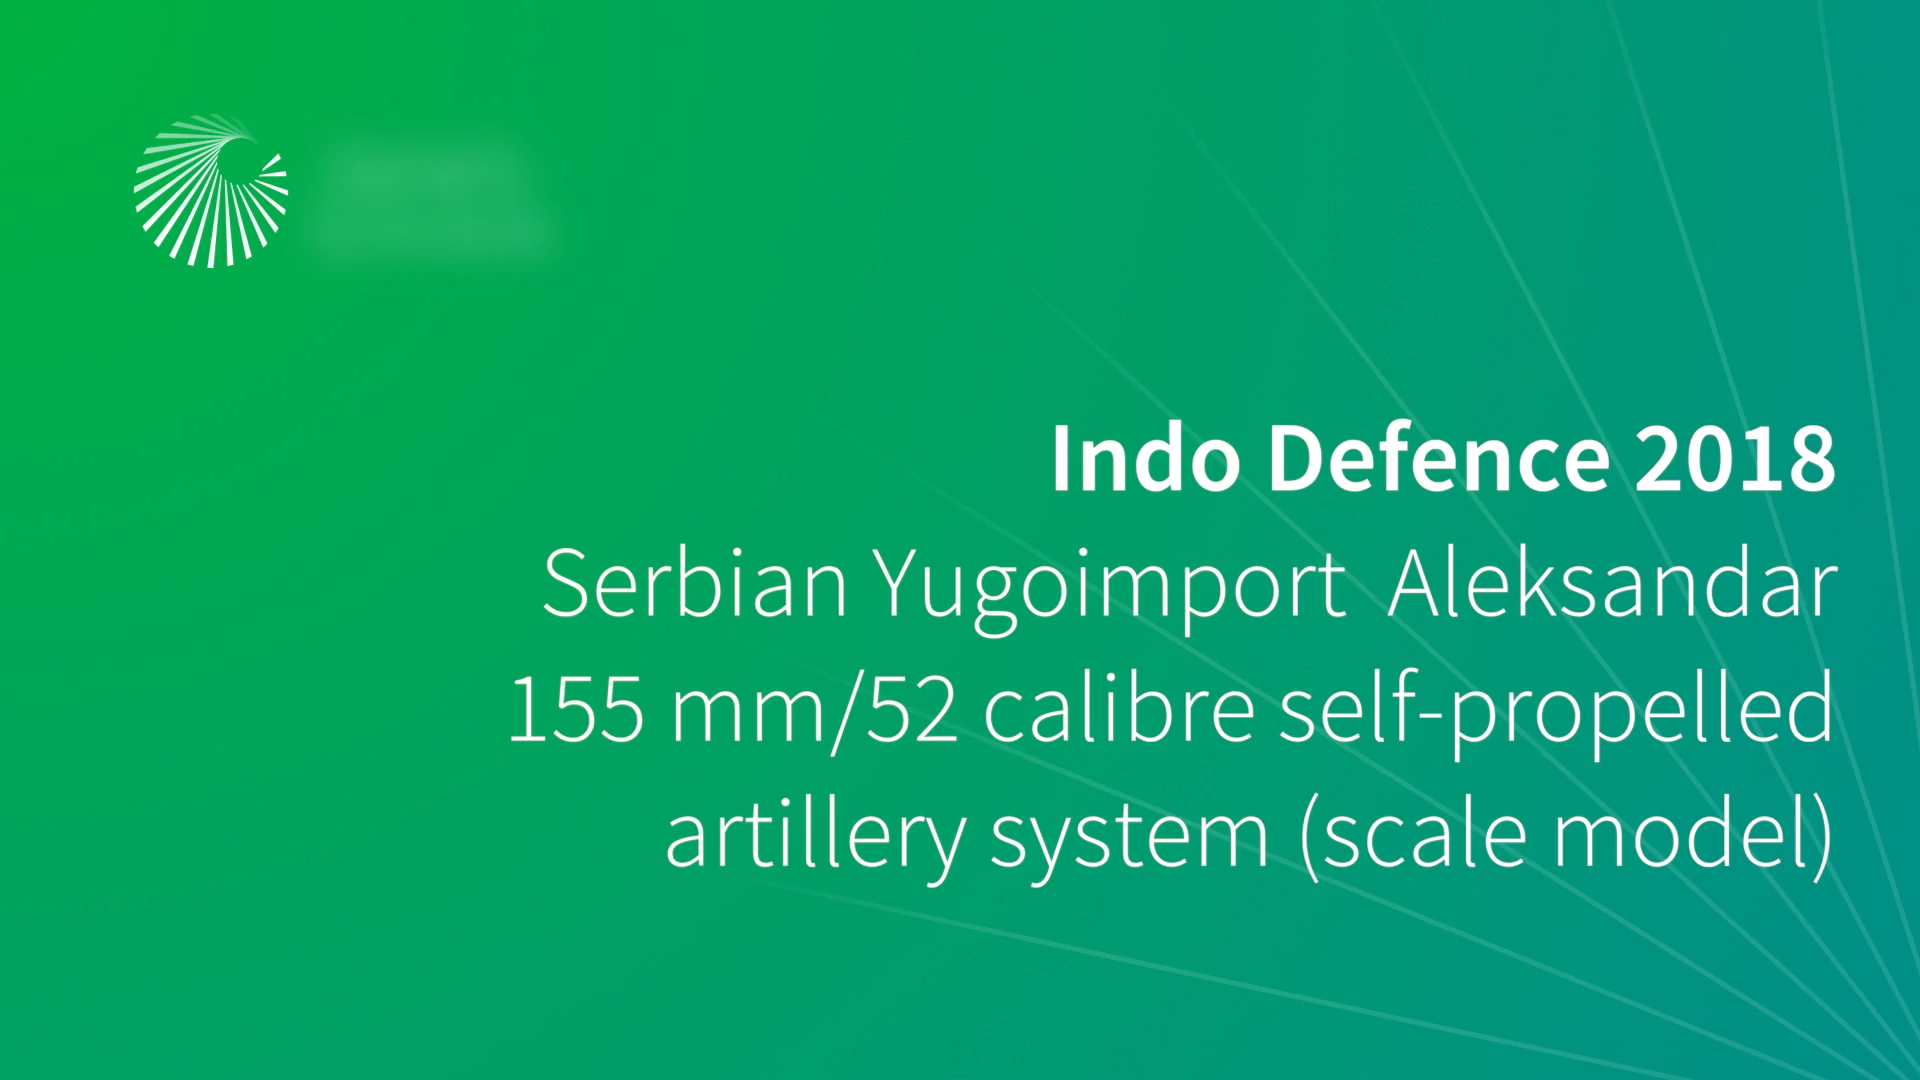 Indo Defence 2018
Serbian Yugoimport Aleksandar
155 mm/52 calibre self-propelled
artillery system (scale model)